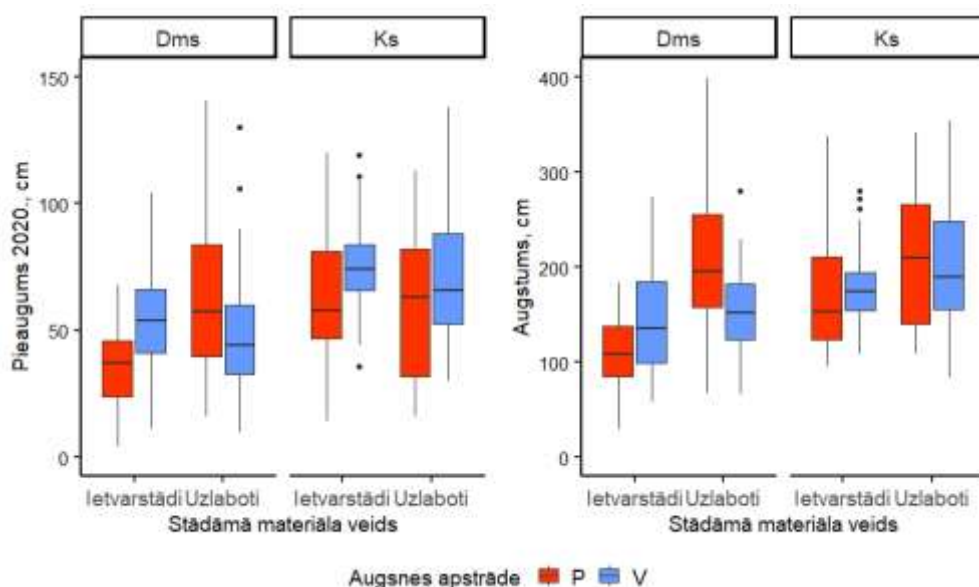 Dms
Ks
Pieaugums 2020., cm
150
100
50
0
Ietvarstādi Uzlaboti
Ietvarstādi Uzlaboti
Stādāmā materiāla veids
Dms
Ks
Augstums, cm
400
300
200
100
0
Ietvarstādi Uzlaboti
Ietvarstādi Uzlaboti
Stādāmā materiāla veids
Augsnes apstrāde P V